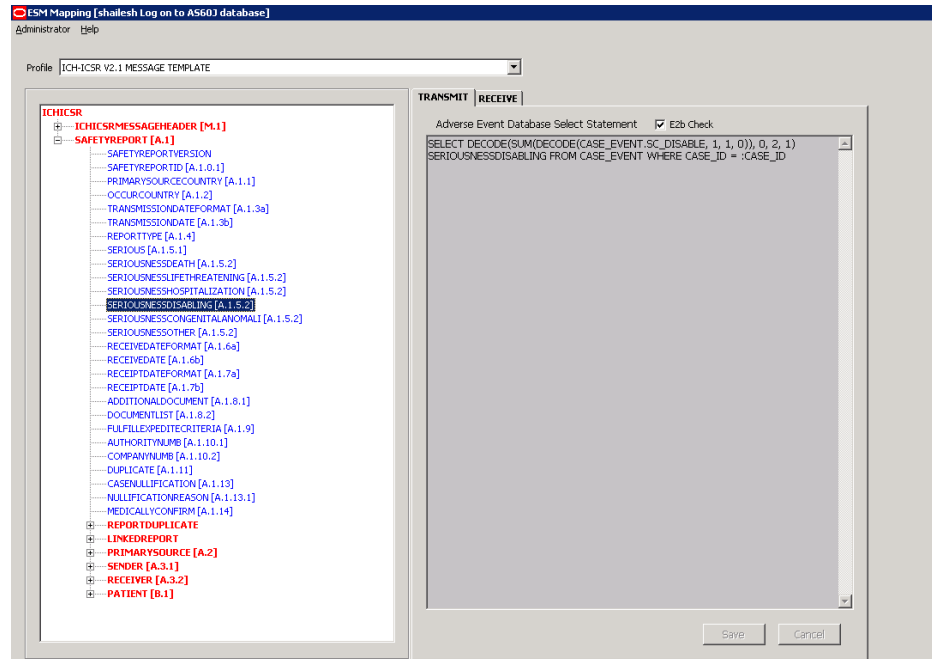 ESM Mapping [shailesh Log on to AS60J database]
Administrator Help
Profile ICH-ICSR V2.1 MESSAGE TEMPLATE
TRANSMIT RECEIVE
ICHICSR
ICHICSRMESSAGEHEADER [M.1]
SAFETYREPORT [A.1]
SAFETYREPORTVERSION
SAFETYREPORTID [A.1.0.1]
PRIMARYSOURCECOUNTRY [A.1.1]
OCCURCOUNTRY [A.1.2]
TRANSMISSIONDATEFORMAT [A.1.3a]
TRANSMISSIONDATE [A.1.3b]
REPORTTYPE [A.1.4]
SERIOUS [A.1.5.1]
SERIOUSNESSDEATH [A.1.5.2]
SERIOUSNESSLIFETHREATENING [A.1.5.2]
SERIOUSNESSHOSPITALIZATION [A.1.5.2]
SERIOUSNESSDISABLING [A.1.5.2]
SERIOUSNESSCONGENITALANOMALI [A.1.5.2]
SERIOUSNESSOTHER [A.1.5.2]
RECEIVEDATEFORMAT [A.1.6a]
RECEIVEDATE [A.1.6b]
RECEIPTDATEFORMAT [A.1.7a]
RECEIPTDATE [A.1.7b]
ADDITIONALDOCUMENT [A.1.8.1]
DOCUMENTLIST [A.1.8.2]
FULFILLEXPEDITECRITERIA [A.1.9]
AUTHORITYNUMB [A.1.10.1]
COMPANYNUMB [A.1.10.2]
DUPLICATE [A.1.11]
CASENULLIFICATION [A.1.13]
NULLIFICATIONREASON [A.1.13.1]
MEDICALLYCONFIRM [A.1.14]
REPORTDUPLICATE
LINKEDREPORT
PRIMARYSOURCE [A.2]
SENDER [A.3.1]
RECEIVER [A.3.2]
PATIENT [B.1]
Adverse Event Database Select Statement E2b Check
SELECT DECODE(SUM(DECODE(CASE_EVENT.SC_DISABLE, 1, 1, 0)), 0, 2, 1)
SERIOUSNESSDISABLING FROM CASE_EVENT WHERE CASE_ID = :CASE_ID
Save Cancel